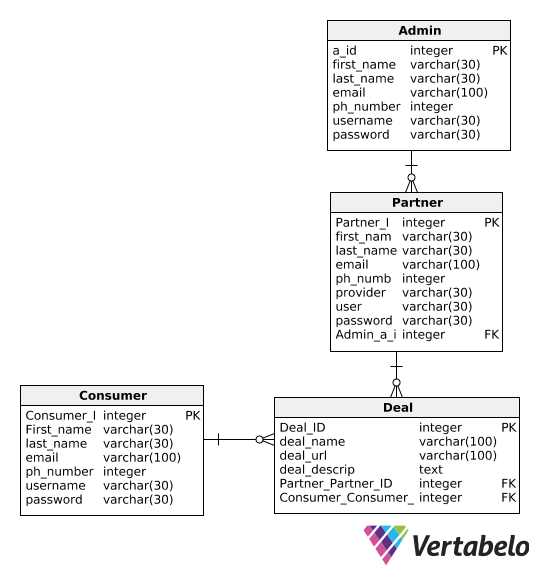 Admin
a_id integer PK
first_name varchar(30)
last_name varchar(30)
email varchar(100)
ph_number integer
username varchar(30)
password varchar(30)
Partner
Partner_I integer PK
first_nam varchar(30)
last_name varchar(30)
email varchar(100)
ph_numb integer
provider varchar(30)
user varchar(30)
password varchar(30)
Admin_a_i integer FK
Consumer
Consumer_I integer PK
First_name varchar(30)
last_name varchar(30)
email varchar(100)
ph_number integer
username varchar(30)
password varchar(30)
Deal
Deal_ID integer PK
deal_name varchar(100)
deal_url varchar(100)
deal_descrip text
Partner_Partner_ID integer FK
Consumer_Consumer_ integer FK
Vertabelo